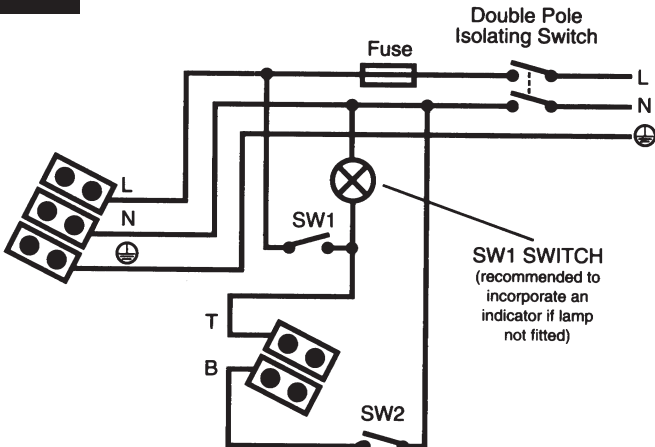 Double Pole
Isolating Switch
Fuse
L
N
L
N
SW1
SW1 SWITCH
(recommended to
incorporate an
indicator if lamp
not fitted)
T
B
SW2